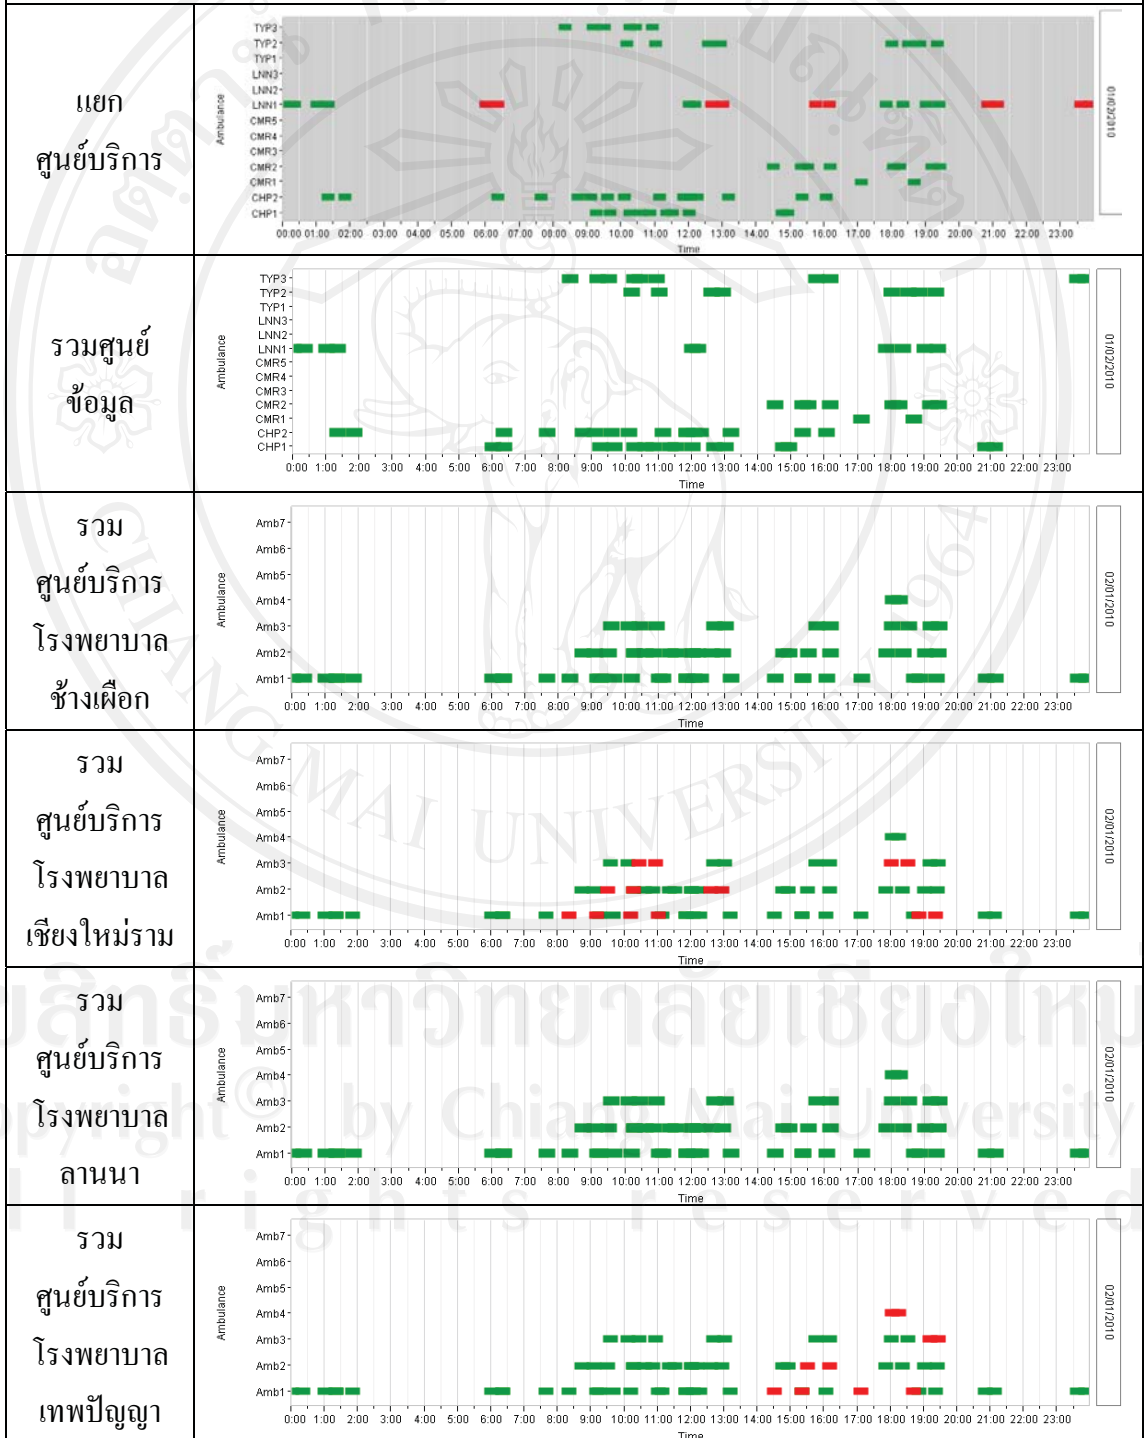 แยก
ศูนย์บริการ
Ambulance
TYP3
TYP2
TYP1
LNN3
LNN2
LNN1
CMR5
CMR4
CMR3
CMR2
CMR1
CHP2
CHP1
00:00 01:00 02:00 03:00 04:00 05:00 06:00 07:00 08:00 09:00 10:00 11:00 12:00 13:00 14:00 15:00 16:00 17:00 18:00 19:00 20:00 21:00 22:00 23:00
Time
01/02/2010
รวมศูนย์
ข้อมูล
Ambulance
TYP3
TYP2
TYP1
LNN3
LNN2
LNN1
CMR5
CMR4
CMR3
CMR2
CMR1
CHP2
CHP1
0:00 1:00 2:00 3:00 4:00 5:00 6:00 7:00 8:00 9:00 10:00 11:00 12:00 13:00 14:00 15:00 16:00 17:00 18:00 19:00 20:00 21:00 22:00 23:00
Time
01/02/2010
รวม
ศูนย์บริการ
โรงพยาบาล
ช้างเผือก
Ambulance
Amb7
Amb6
Amb5
Amb4
Amb3
Amb2
Amb1
0:00 1:00 2:00 3:00 4:00 5:00 6:00 7:00 8:00 9:00 10:00 11:00 12:00 13:00 14:00 15:00 16:00 17:00 18:00 19:00 20:00 21:00 22:00 23:00
Time
02/01/2010
รวม
ศูนย์บริการ
โรงพยาบาล
เชียงใหม่ราม
Ambulance
Amb7
Amb6
Amb5
Amb4
Amb3
Amb2
Amb1
0:00 1:00 2:00 3:00 4:00 5:00 6:00 7:00 8:00 9:00 10:00 11:00 12:00 13:00 14:00 15:00 16:00 17:00 18:00 19:00 20:00 21:00 22:00 23:00
Time
02/01/2010
รวม
ศูนย์บริการ
โรงพยาบาล
ลานนา
Ambulance
Amb7
Amb6
Amb5
Amb4
Amb3
Amb2
Amb1
0:00 1:00 2:00 3:00 4:00 5:00 6:00 7:00 8:00 9:00 10:00 11:00 12:00 13:00 14:00 15:00 16:00 17:00 18:00 19:00 20:00 21:00 22:00 23:00
Time
02/01/2010
รวม
ศูนย์บริการ
โรงพยาบาล
เทพปัญญา
Ambulance
Amb7
Amb6
Amb5
Amb4
Amb3
Amb2
Amb1
0:00 1:00 2:00 3:00 4:00 5:00 6:00 7:00 8:00 9:00 10:00 11:00 12:00 13:00 14:00 15:00 16:00 17:00 18:00 19:00 20:00 21:00 22:00 23:00
Time
02/01/2010
CHIANG MAI UNIVERSITY 1964
มหาวิทยาลัยเชียงใหม่
© by Chiang Mai University
rights reserved